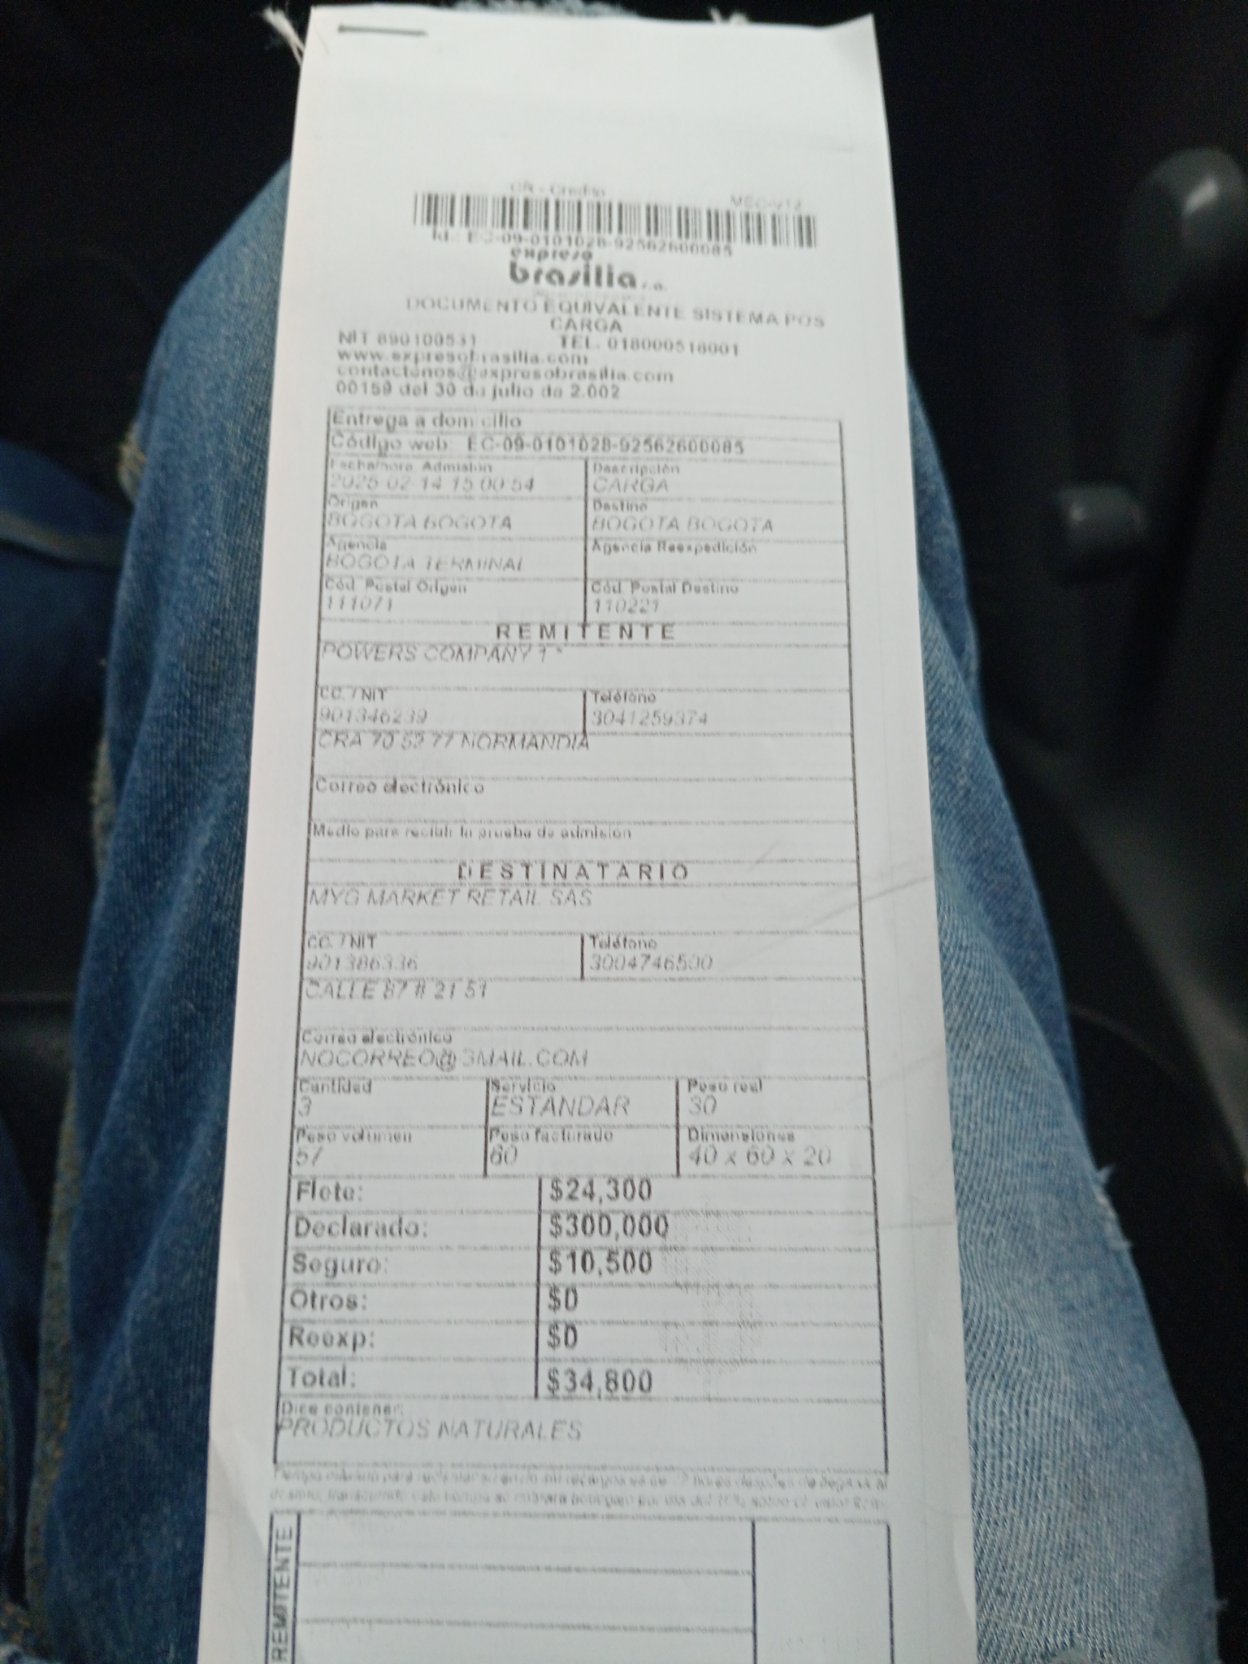 CR - Credito
Id.: EC-09-0101028-92562600085
expreso
brasilia s.a.
DOCUMENTO EQUIVALENTE SISTEMA POS
CARGA
NIT 890100531 TEL. 018000518001
www.expresobrasilia.com
contactenos@expresobrasilia.com
00159 del 30 de julio de 2.002
Entrega a domicilio
Código web: EC-09-0101028-92562600085
Fecha/hora Admisión Descripción
2025-02-14 15:00:54 CARGA
Origen Destino
BOGOTA BOGOTA BOGOTA BOGOTA
Agencia Agencia Reexpedición
BOGOTA TERMINAL
Cód. Postal Origen Cód. Postal Destino
111071 110221
REMITENTE
POWERS COMPANY 1 *
CC. / NIT Teléfono
901346239 3041259374
CRA 70 52 77 NORMANDIA
Correo electrónico
Medio para recibir la prueba de admisión
DESTINATARIO
MYG MARKET RETAIL SAS
CC. / NIT Teléfono
901386336 3004746500
CALLE 87 # 21 51
Correo electrónico
NOCORREO@GMAIL.COM
Cantidad Servicio Peso real
3 ESTANDAR 30
Peso volumen Peso facturado Dimensiones
57 60 40 x 60 x 20
Flete: $24,300
Declarado: $300,000
Seguro: $10,500
Otros: $0
Reexp: $0
Total: $34,800
Dice contener:
PRODUCTOS NATURALES
REMITENTE